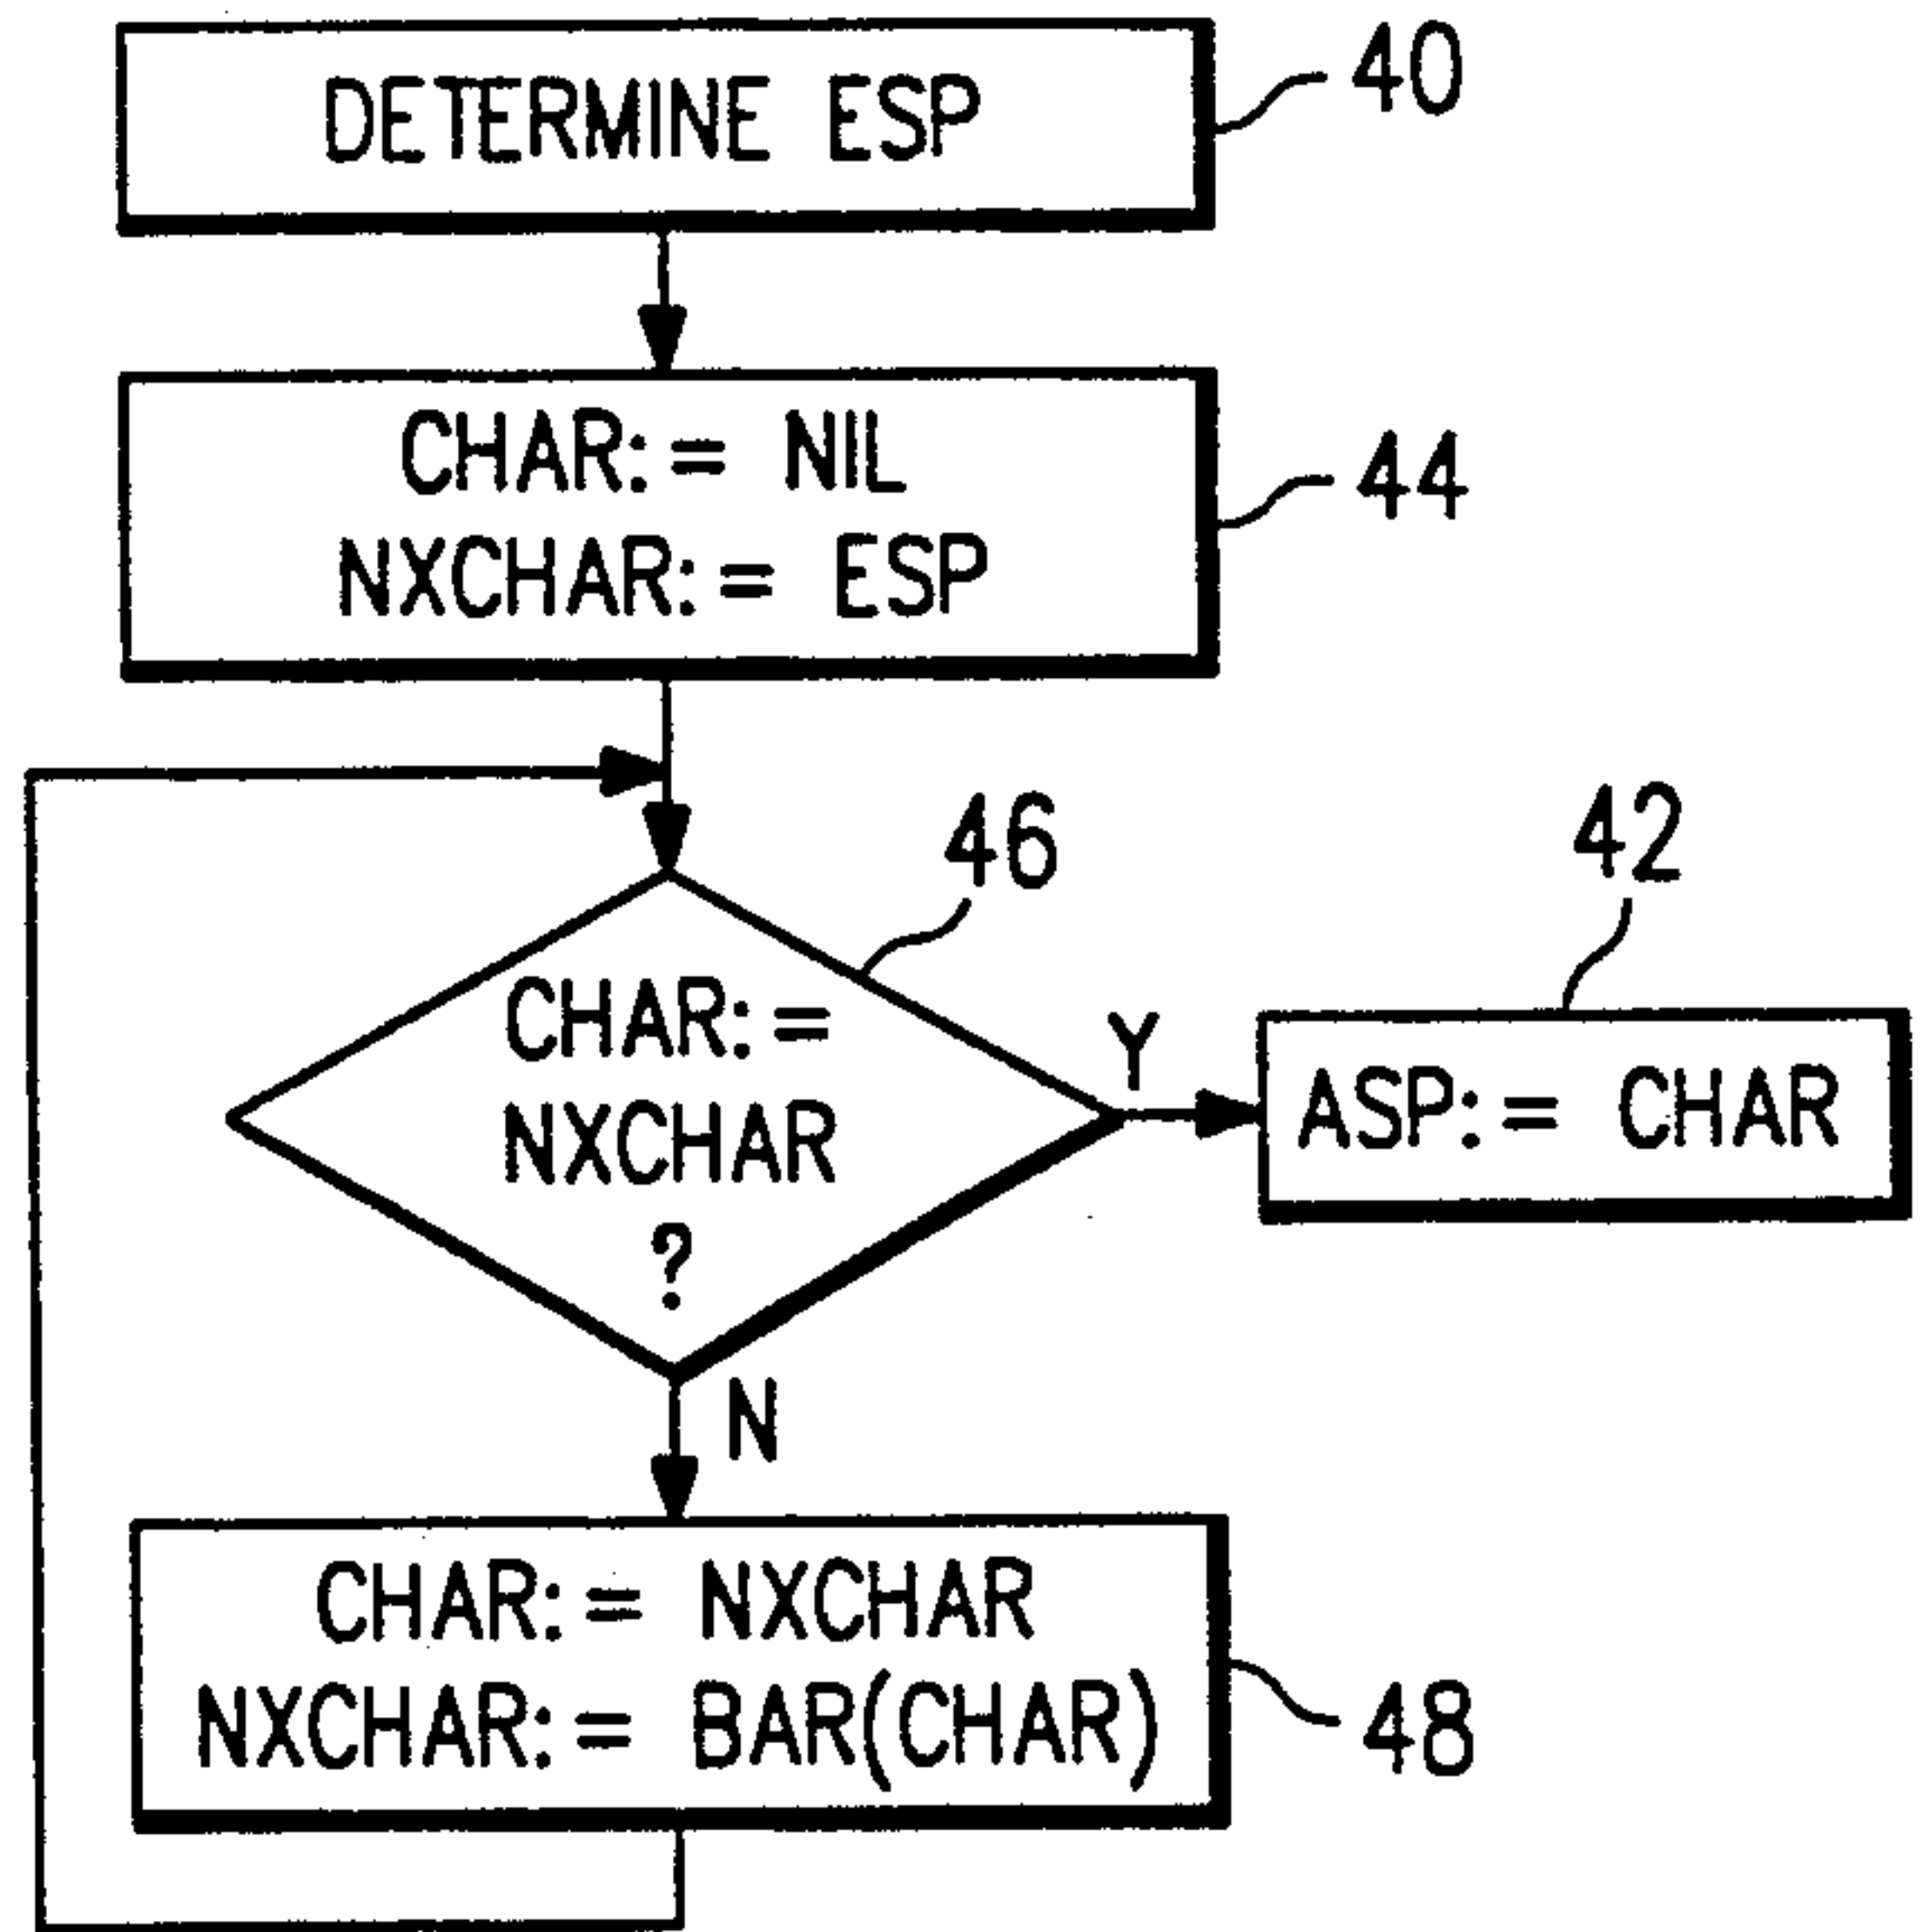 DETERMINE ESP
40
CHAR:= NIL
NXCHAR:= ESP
44
46
42
CHAR:=
NXCHAR
?
Y
ASP:= CHAR
N
CHAR:= NXCHAR
NXCHAR:= BAR(CHAR)
48